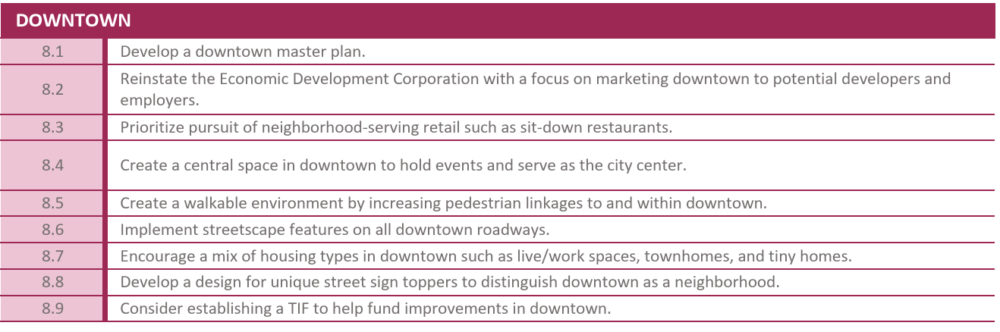 DOWNTOWN
8.1 Develop a downtown master plan.
8.2 Reinstate the Economic Development Corporation with a focus on marketing downtown to potential developers and
employers.
8.3 Prioritize pursuit of neighborhood-serving retail such as sit-down restaurants.
8.4 Create a central space in downtown to hold events and serve as the city center.
8.5 Create a walkable environment by increasing pedestrian linkages to and within downtown.
8.6 Implement streetscape features on all downtown roadways.
8.7 Encourage a mix of housing types in downtown such as live/work spaces, townhomes, and tiny homes.
8.8 Develop a design for unique street sign toppers to distinguish downtown as a neighborhood.
8.9 Consider establishing a TIF to help fund improvements in downtown.